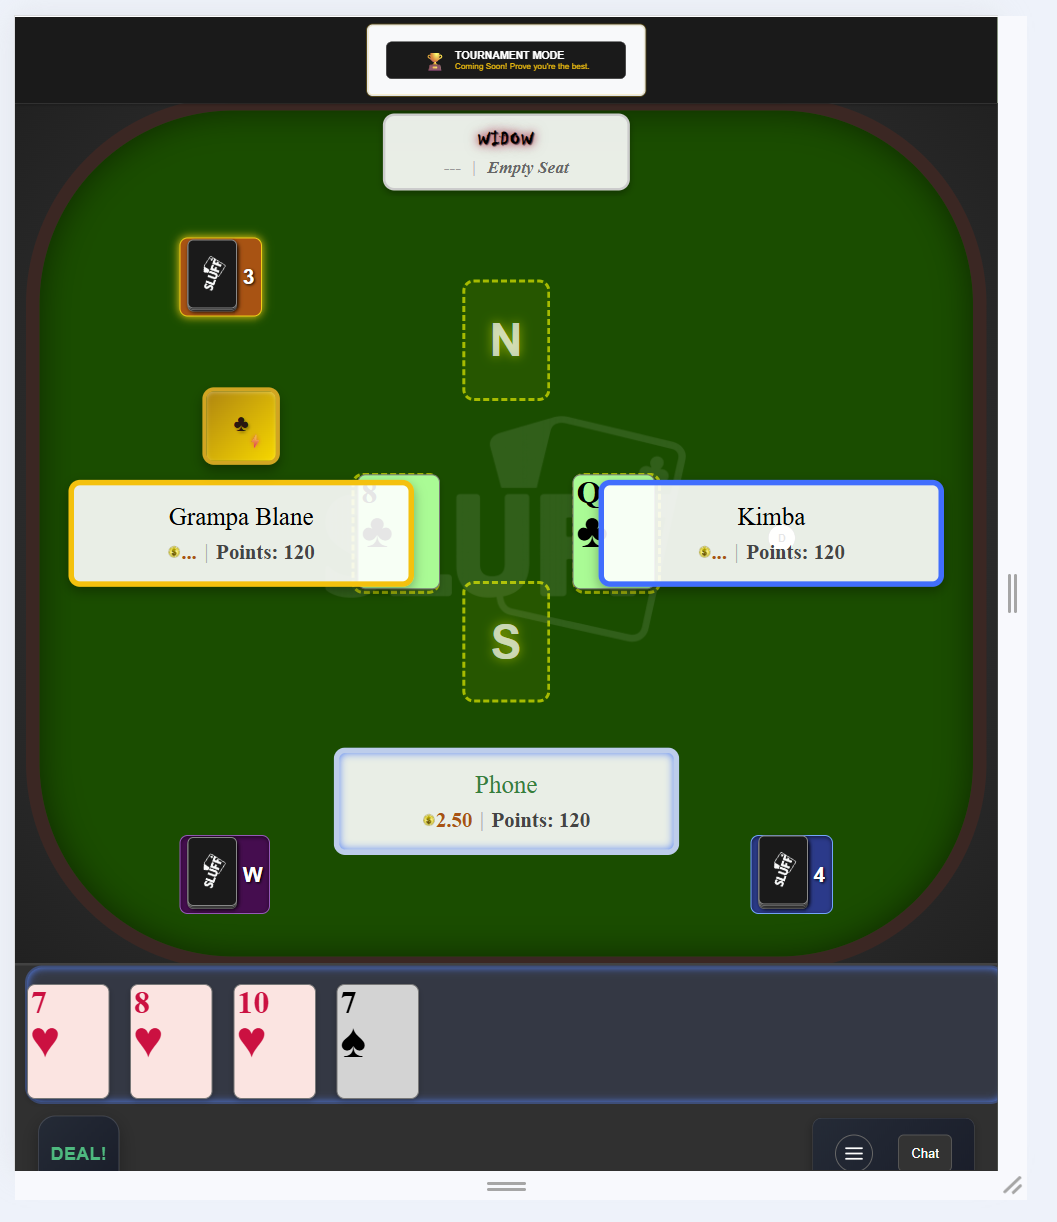 TOURNAMENT MODE
Coming Soon! Prove you're the best.
WIDOW
--- | Empty Seat
SLUFF 3
N
8
Q
Grampa Blane
... | Points: 120
Kimba
D
... | Points: 120
SLUFF
S
Phone
2.50 | Points: 120
SLUFF W
SLUFF 4
7
8
10
7
DEAL!
Chat